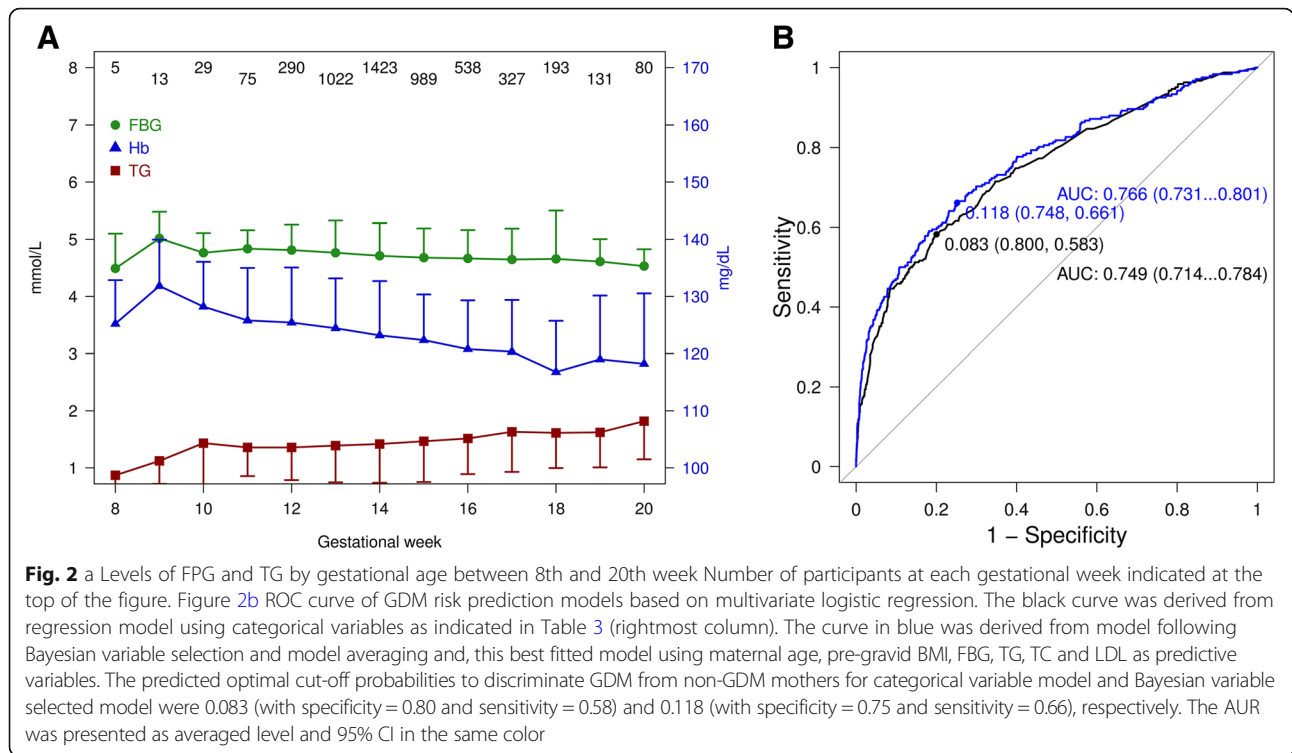 A
B
5 29 290 1423 538 193 80
13 75 1022 989 327 131
8
7
6
5
4
3
2
1
mmol/L
FBG
Hb
TG
170
160
150
140
130
120
110
100
mg/dL
8 10 12 14 16 18 20
Gestational week
1
0.8
0.6
0.4
0.2
0
Sensitivity
AUC: 0.766 (0.731...0.801)
0.118 (0.748, 0.661)
0.083 (0.800, 0.583)
AUC: 0.749 (0.714...0.784)
0 0.2 0.4 0.6 0.8 1
1 − Specificity
Fig. 2 a Levels of FPG and TG by gestational age between 8th and 20th week Number of participants at each gestational week indicated at the
top of the figure. Figure 2b ROC curve of GDM risk prediction models based on multivariate logistic regression. The black curve was derived from
regression model using categorical variables as indicated in Table 3 (rightmost column). The curve in blue was derived from model following
Bayesian variable selection and model averaging and, this best fitted model using maternal age, pre-gravid BMI, FBG, TG, TC and LDL as predictive
variables. The predicted optimal cut-off probabilities to discriminate GDM from non-GDM mothers for categorical variable model and Bayesian variable
selected model were 0.083 (with specificity = 0.80 and sensitivity = 0.58) and 0.118 (with specificity = 0.75 and sensitivity = 0.66), respectively. The AUR
was presented as averaged level and 95% CI in the same color